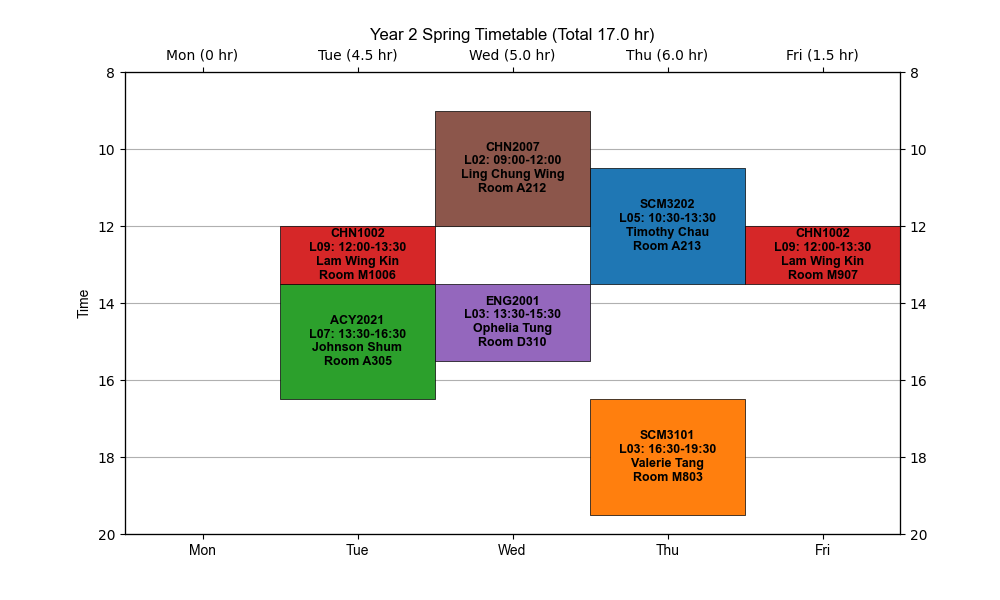 Year 2 Spring Timetable (Total 17.0 hr)
Mon (0 hr) Tue (4.5 hr) Wed (5.0 hr) Thu (6.0 hr) Fri (1.5 hr)
8 8
10 10
12 12
14 14
16 16
18 18
20 20
Time
CHN1002
L09: 12:00-13:30
Lam Wing Kin
Room M1006
ACY2021
L07: 13:30-16:30
Johnson Shum
Room A305
CHN2007
L02: 09:00-12:00
Ling Chung Wing
Room A212
ENG2001
L03: 13:30-15:30
Ophelia Tung
Room D310
SCM3202
L05: 10:30-13:30
Timothy Chau
Room A213
SCM3101
L03: 16:30-19:30
Valerie Tang
Room M803
CHN1002
L09: 12:00-13:30
Lam Wing Kin
Room M907
Mon Tue Wed Thu Fri